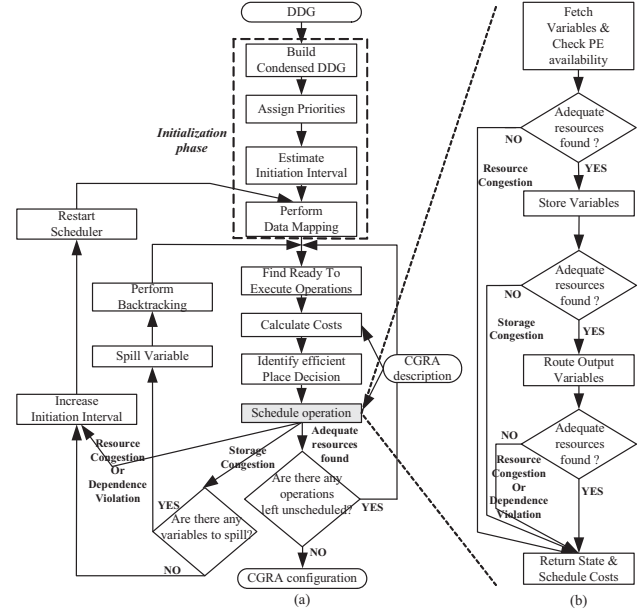 DDG
Build
Condensed DDG
Assign Priorities
Initialization
phase
Estimate
Initiation Interval
Perform
Data Mapping
Restart
Scheduler
Find Ready To
Execute Operations
Perform
Backtracking
Calculate Costs
Spill Variable
Identify efficient
Place Decision
CGRA
description
Increase
Initiation Interval
Schedule operation
Resource
Congestion
Or
Dependence
Violation
Storage
Congestion
Adequate
resources
found
Are there any
operations
left unscheduled?
YES
YES
Are there any
variables to spill?
NO
NO
CGRA configuration
(a)
Fetch
Variables &
Check PE
availability
Adequate
resources
found ?
NO
YES
Resource
Congestion
Store Variables
Adequate
resources
found ?
NO
YES
Storage
Congestion
Route Output
Variables
Adequate
resources
found ?
NO
YES
Resource
Congestion
Or
Dependence
Violation
Return State &
Schedule Costs
(b)